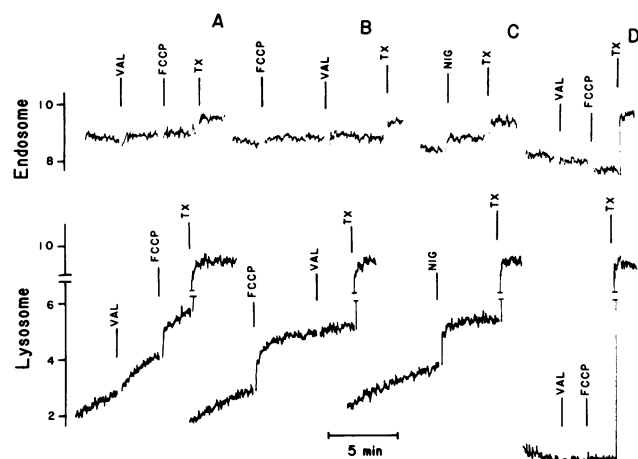 A
B
C
D
VAL
FCCP
TX
FCCP
VAL
TX
NIG
TX
VAL
FCCP
TX
Endosome
10
8
VAL
FCCP
TX
FCCP
VAL
TX
NIG
TX
VAL
FCCP
TX
Lysosome
10
6
4
2
5 min